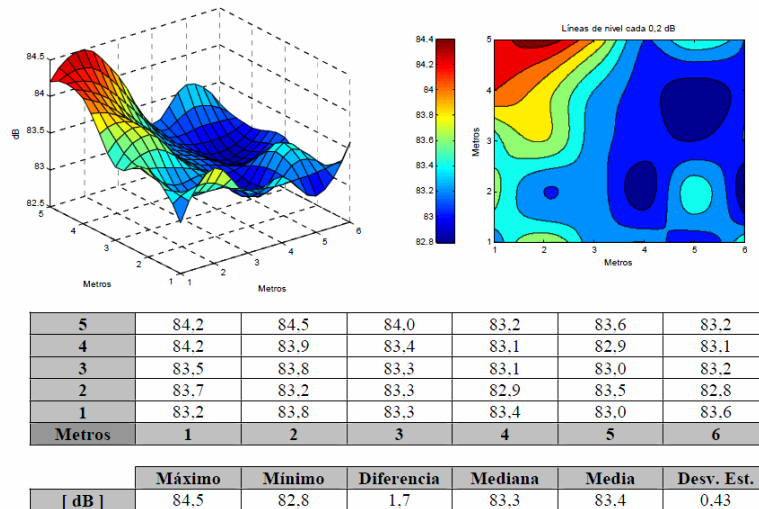 Líneas de nivel cada 0,2 dB
84.5
84
83.5
83
82.5
dB
5
4
3
2
1
Metros
1
2
3
4
5
6
Metros
84.4
84.2
84
83.8
83.6
83.4
83.2
83
82.8
5
4
3
2
1
Metros
1
2
3
4
5
6
Metros
5 84,2 84,5 84,0 83,2 83,6 83,2
4 84,2 83,9 83,4 83,1 82,9 83,1
3 83,5 83,8 83,3 83,1 83,0 83,2
2 83,7 83,2 83,3 82,9 83,5 82,8
1 83,2 83,8 83,3 83,4 83,0 83,6
Metros 1 2 3 4 5 6
Máximo Mínimo Diferencia Mediana Media Desv. Est.
[ dB ] 84,5 82,8 1,7 83,3 83,4 0,43